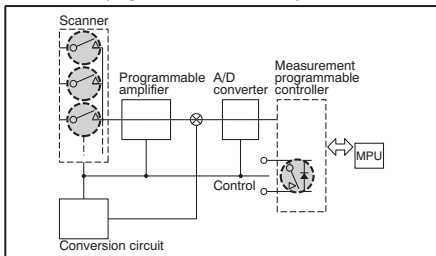 Scanner
Programmable
amplifier
A/D
converter
Measurement
programmable
controller
MPU
Control
Conversion circuit